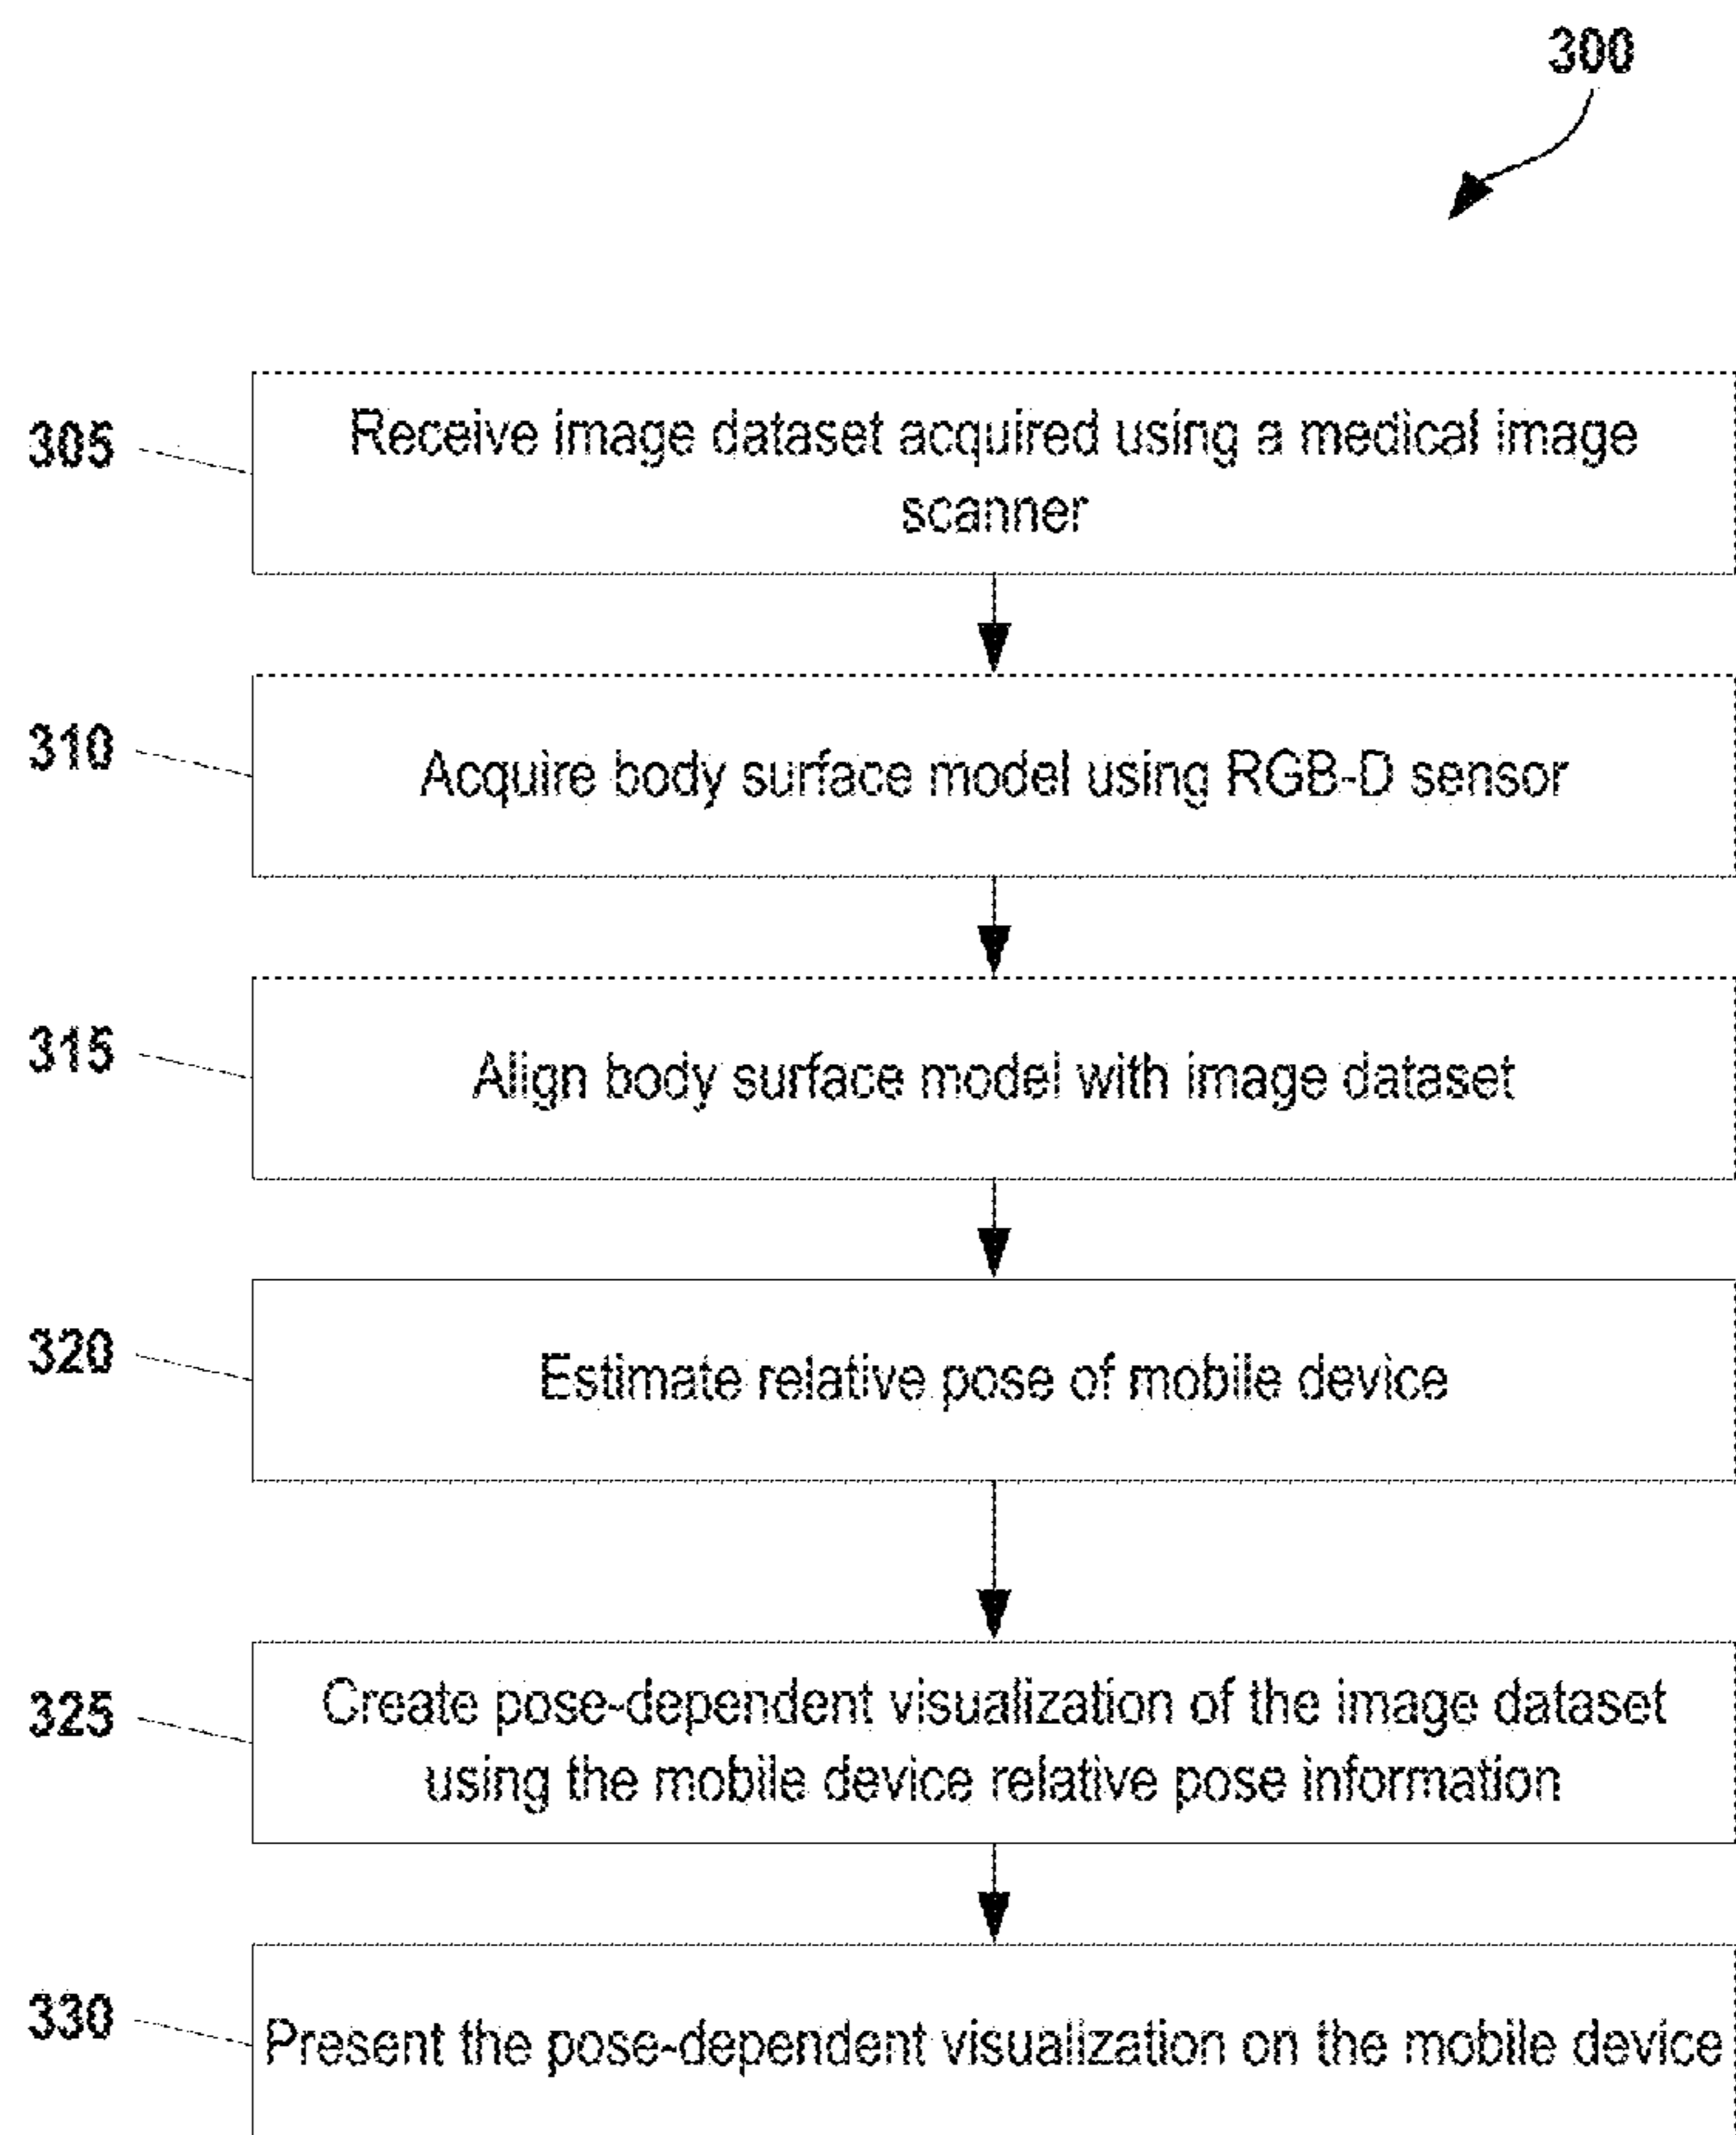 300
305
Receive image dataset acquired using a medical image
scanner
310
Acquire body surface model using RGB-D sensor
315
Align body surface model with image dataset
320
Estimate relative pose of mobile device
325
Create pose-dependent visualization of the image dataset
using the mobile device relative pose information
330
Present the pose-dependent visualization on the mobile device